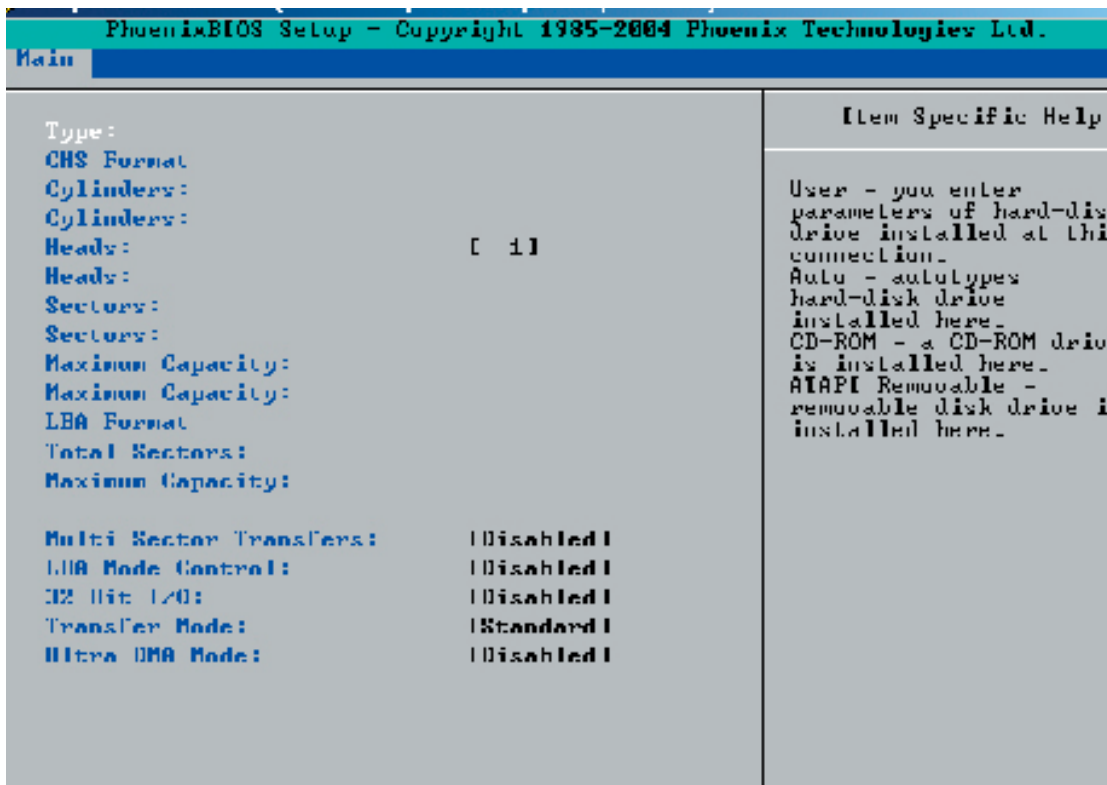 PhoenixBIOS Setup - Copyright 1985-2004 Phoenix Technologies Ltd.
Main
Type:
CHS Format
Cylinders:
Cylinders:
Heads: [ 1]
Heads:
Sectors:
Sectors:
Maximum Capacity:
Maximum Capacity:
LBA Format
Total Sectors:
Maximum Capacity:
Multi Sector Transfers: [Disabled]
LBA Mode Control: [Disabled]
32 Bit I/O: [Disabled]
Transfer Mode: [Standard]
Ultra DMA Mode: [Disabled]
Item Specific Help
User - you enter
parameters of hard-dis
drive installed at thi
connection.
Auto - autotypes
hard-disk drive
installed here.
CD-ROM - a CD-ROM driv
is installed here.
ATAPI Removable -
removable disk drive i
installed here.